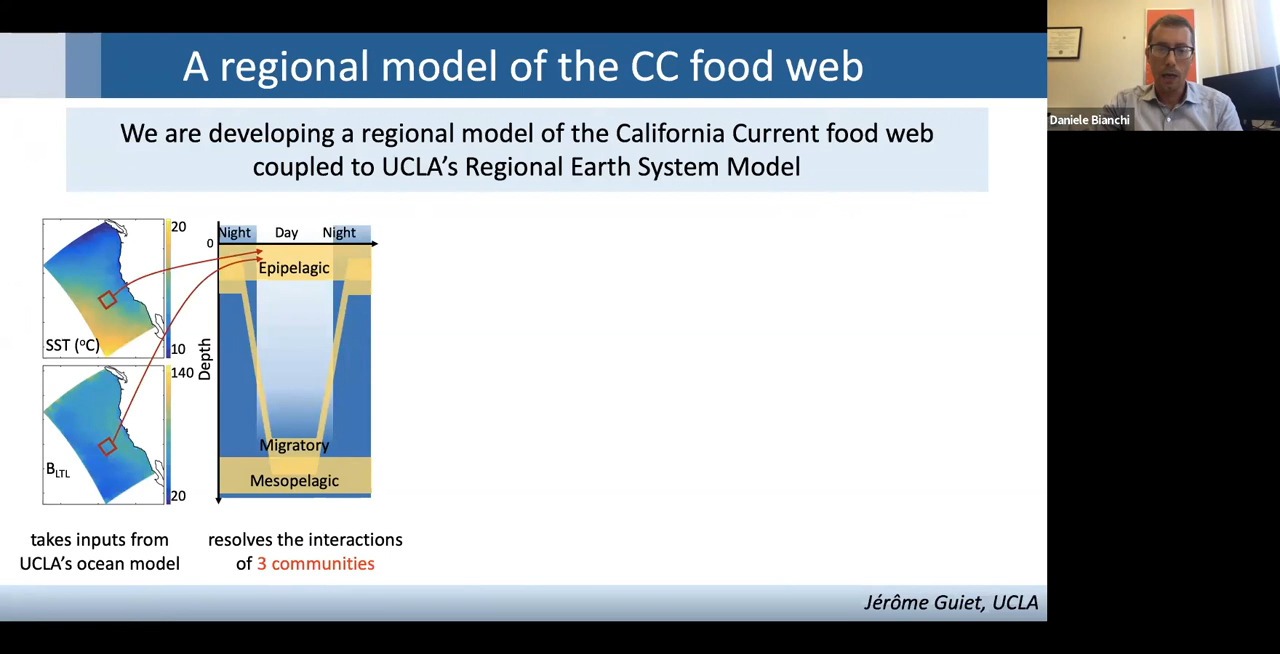 A regional model of the CC food web
Daniele Bianchi
We are developing a regional model of the California Current food web
coupled to UCLA's Regional Earth System Model
20
SST (ºC)
10
140
B_LTL
20
Night Day Night
0
Epipelagic
Depth
Migratory
Mesopelagic
takes inputs from
UCLA's ocean model
resolves the interactions
of 3 communities
Jérôme Guiet, UCLA